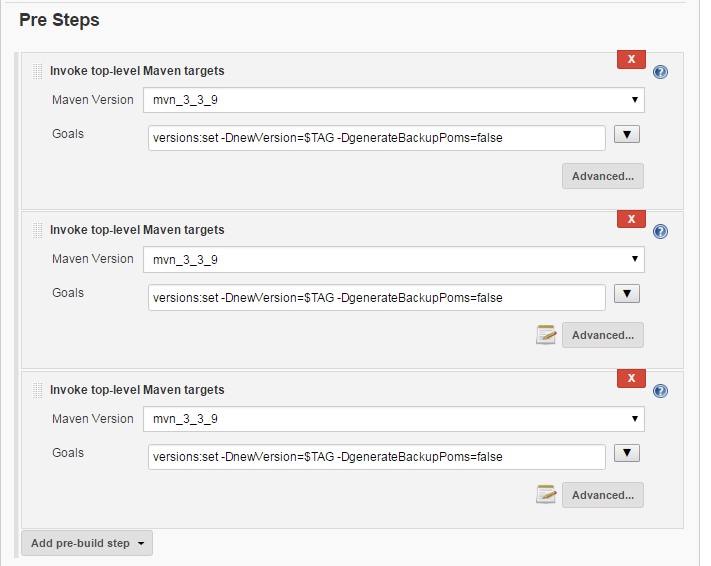 Pre Steps
X
Invoke top-level Maven targets
Maven Version mvn_3_3_9
Goals versions:set -DnewVersion=$TAG -DgenerateBackupPoms=false
Advanced...
X
Invoke top-level Maven targets
Maven Version mvn_3_3_9
Goals versions:set -DnewVersion=$TAG -DgenerateBackupPoms=false
Advanced...
X
Invoke top-level Maven targets
Maven Version mvn_3_3_9
Goals versions:set -DnewVersion=$TAG -DgenerateBackupPoms=false
Advanced...
Add pre-build step